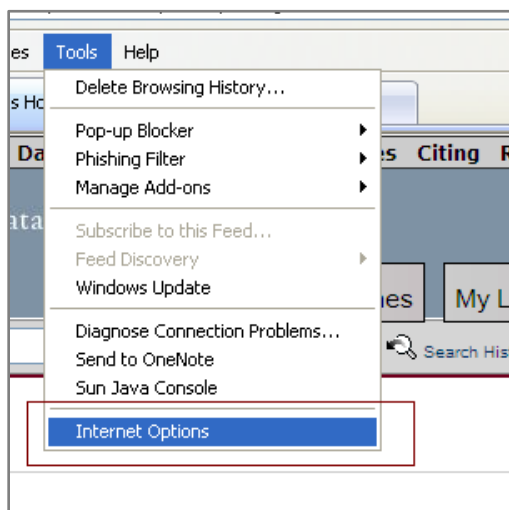 es Tools Help
Delete Browsing History...
s Ho
Pop-up Blocker
Da Phishing Filter es Citing R
Manage Add-ons
ata Subscribe to this Feed...
Feed Discovery
Windows Update
nes My L
Diagnose Connection Problems...
Search His
Send to OneNote
Sun Java Console
Internet Options